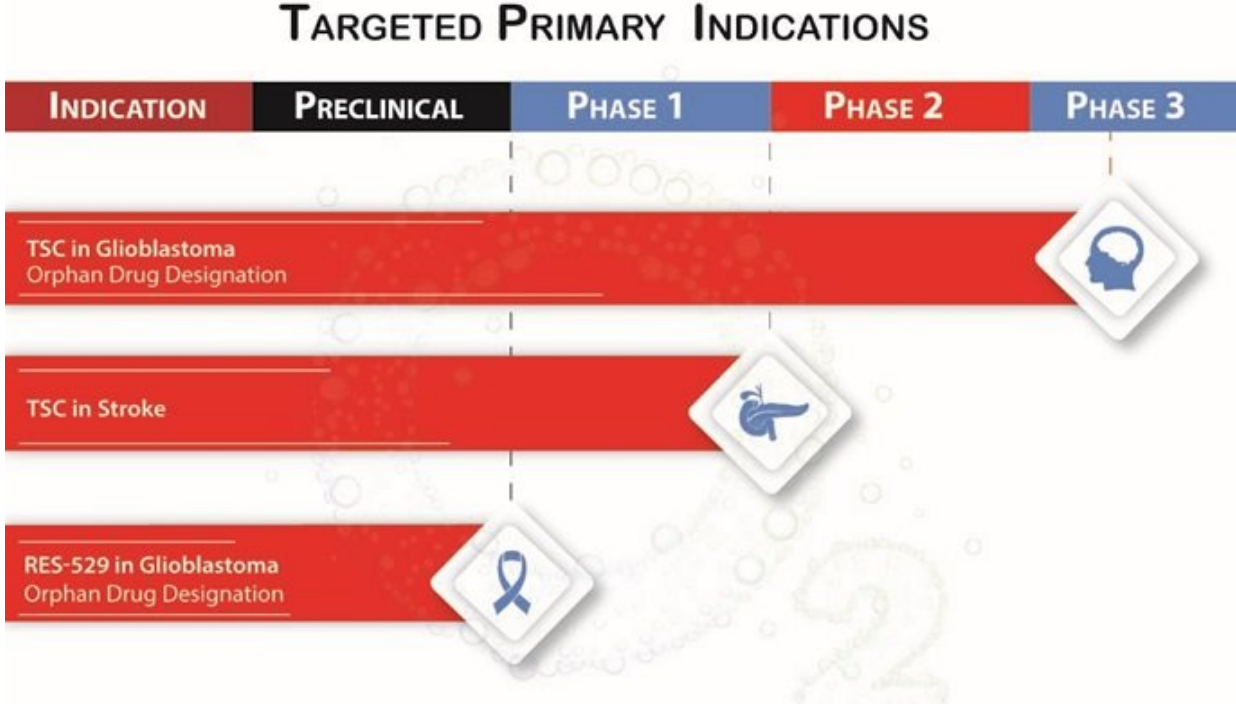 TARGETED PRIMARY INDICATIONS
INDICATION PRECLINICAL PHASE 1 PHASE 2 PHASE 3
TSC in Glioblastoma
Orphan Drug Designation
TSC in Stroke
RES-529 in Glioblastoma
Orphan Drug Designation
2